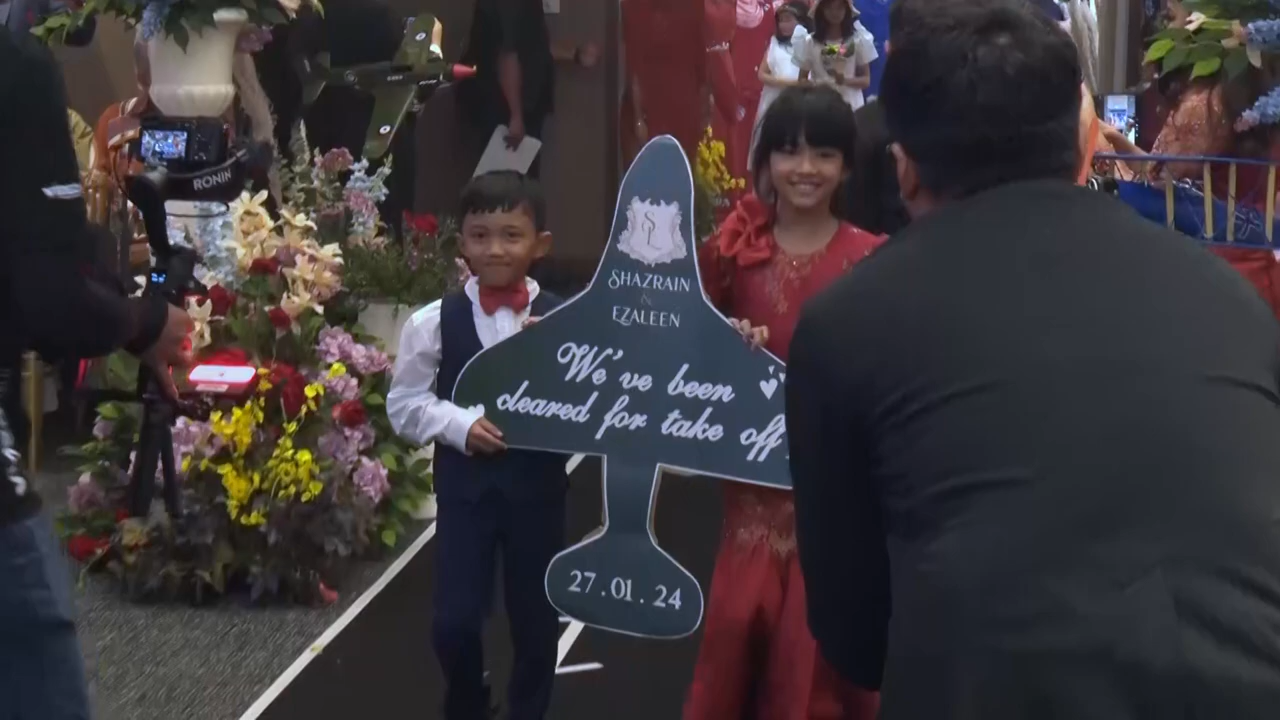 RONIN
SL
SHAZRAIN
&
EZALEEN
We've been
cleared for take off
27.01.24